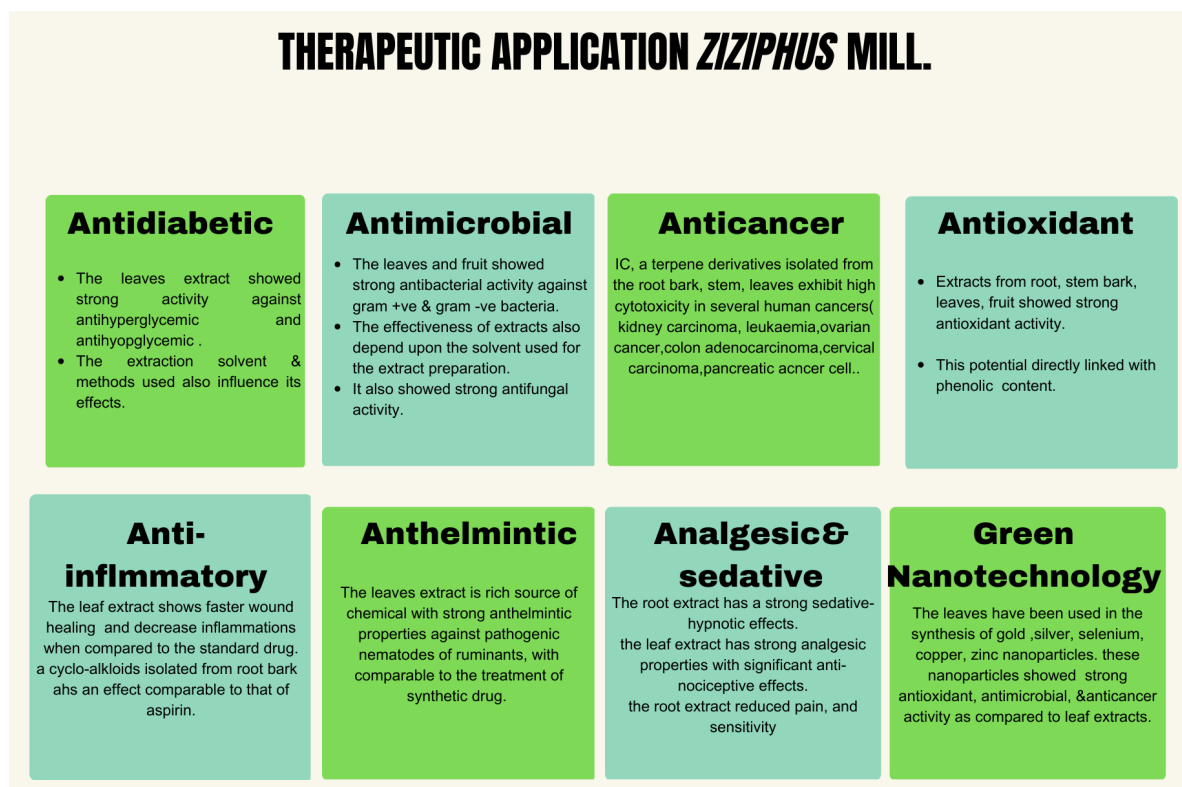 THERAPEUTIC APPLICATION ZIZIPHUS MILL.
Antidiabetic
• The leaves extract showed
strong activity against
antihyperglycemic and
antihyopglycemic .
• The extraction solvent &
methods used also influence its
effects.
Antimicrobial
• The leaves and fruit showed
strong antibacterial activity against
gram +ve & gram -ve bacteria.
• The effectiveness of extracts also
depend upon the solvent used for
the extract preparation.
• It also showed strong antifungal
activity.
Anticancer
IC, a terpene derivatives isolated from
the root bark, stem, leaves exhibit high
cytotoxicity in several human cancers(
kidney carcinoma, leukaemia,ovarian
cancer,colon adenocarcinoma,cervical
carcinoma,pancreatic acncer cell..
Antioxidant
• Extracts from root, stem bark,
leaves, fruit showed strong
antioxidant activity.
• This potential directly linked with
phenolic content.
Anti-
inflmmatory
The leaf extract shows faster wound
healing and decrease inflammations
when compared to the standard drug.
a cyclo-alkloids isolated from root bark
ahs an effect comparable to that of
aspirin.
Anthelmintic
The leaves extract is rich source of
chemical with strong anthelmintic
properties against pathogenic
nematodes of ruminants, with
comparable to the treatment of
synthetic drug.
Analgesic&
sedative
The root extract has a strong sedative-
hypnotic effects.
the leaf extract has strong analgesic
properties with significant anti-
nociceptive effects.
the root extract reduced pain, and
sensitivity
Green
Nanotechnology
The leaves have been used in the
synthesis of gold ,silver, selenium,
copper, zinc nanoparticles. these
nanoparticles showed strong
antioxidant, antimicrobial, &anticancer
activity as compared to leaf extracts.